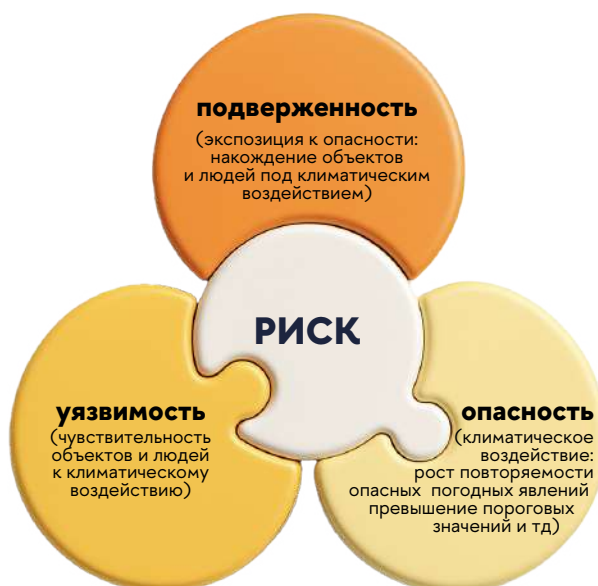 подверженность
(экспозиция к опасности:
накождение объектов
и людей под климатическим
воздействием)
РИСК
уязвимость
(чувствительность
объектов и людей
к климатическому
воздействию)
опасность
(климатическое
воздействие:
рост повторяемости
опасных погодных явлений
превышение пороговых
значений и тд)